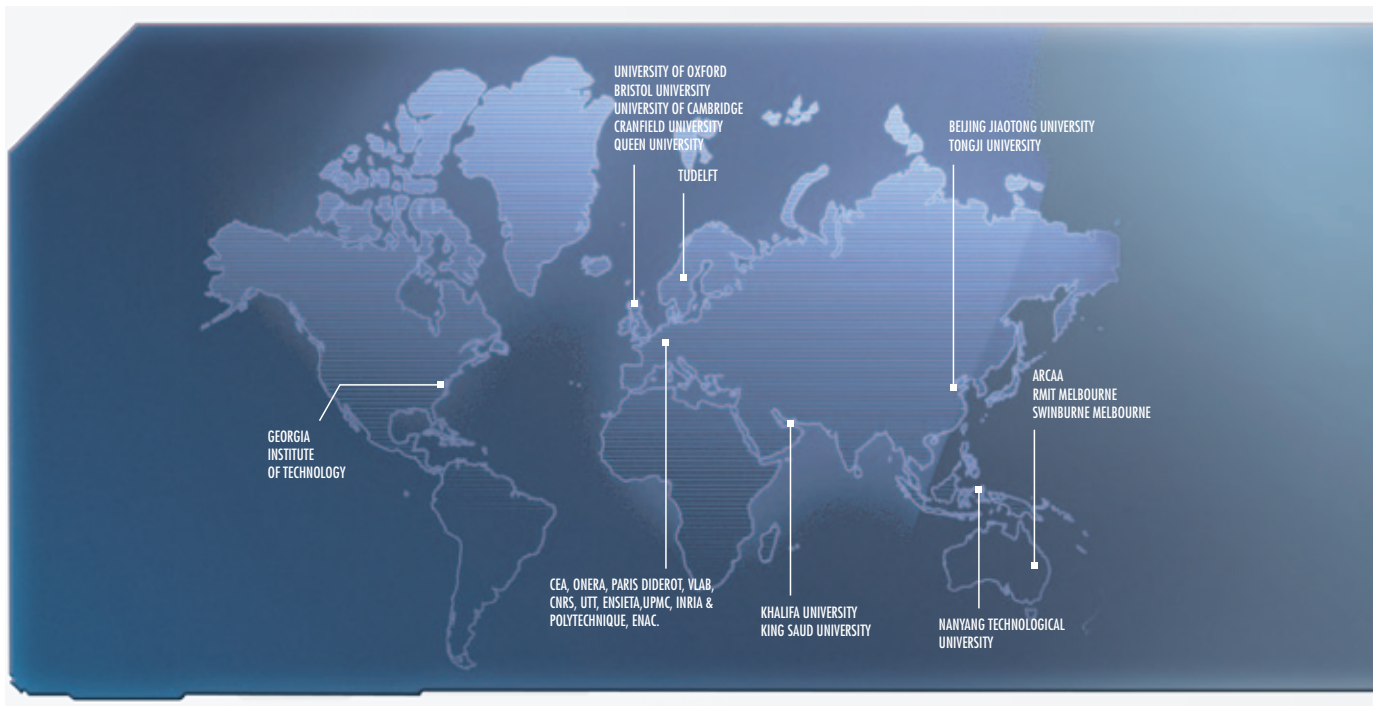 UNIVERSITY OF OXFORD
BRISTOL UNIVERSITY
UNIVERSITY OF CAMBRIDGE
CRANFIELD UNIVERSITY
QUEEN UNIVERSITY
TUDELFT
BEIJING JIAOTONG UNIVERSITY
TONGJI UNIVERSITY
ARCAA
RMIT MELBOURNE
SWINBURNE MELBOURNE
GEORGIA
INSTITUTE
OF TECHNOLOGY
CEA, ONERA, PARIS DIDEROT, VLAB,
CNRS, UTT, ENSIETA,UPMC, INRIA &
POLYTECHNIQUE, ENAC.
KHALIFA UNIVERSITY
KING SAUD UNIVERSITY
NANYANG TECHNOLOGICAL
UNIVERSITY